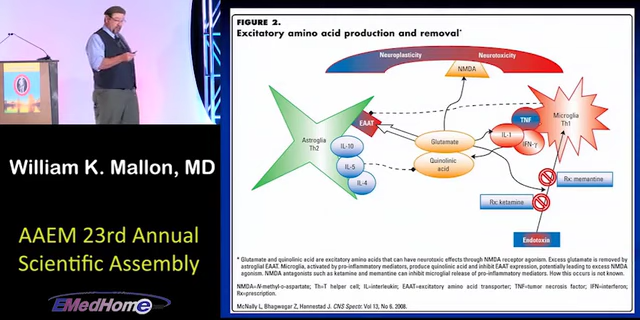 William K. Mallon, MD
AAEM 23rd Annual
Scientific Assembly
EMedHome
FIGURE 2.
Excitatory amino acid production and removal*
Neuroplasticity
Neurotoxicity
NMDA
Microglia
Th1
TNF
IL-1
IFN-γ
EAAT
Astroglia
Th2
IL-10
IL-5
IL-4
Glutamate
Quinolinic
acid
Rx: memantine
Rx: ketamine
Endotoxin
* Glutamate and quinolinic acid are excitatory amino acids that can have neurotoxic effects through NMDA receptor agonism. Excess glutamate is removed by
astroglial EAAT. Microglia, activated by pro-inflammatory mediators, produce quinolinic acid and inhibit EAAT expression, potentially leading to excess NMDA
agonism. NMDA antagonists such as ketamine and memantine can inhibit microglial release of pro-inflammatory mediators. How this occurs is not known.
NMDA=N-methyl-D-aspartate; Th=T helper cell; IL=interleukin; EAAT=excitatory amino acid transporter; TNF=tumor necrosis factor; IFN=interferon;
Rx=prescription.
McNally L, Bhagwagar Z, Hannestad J. CNS Spectr. Vol 13, No 6. 2008.